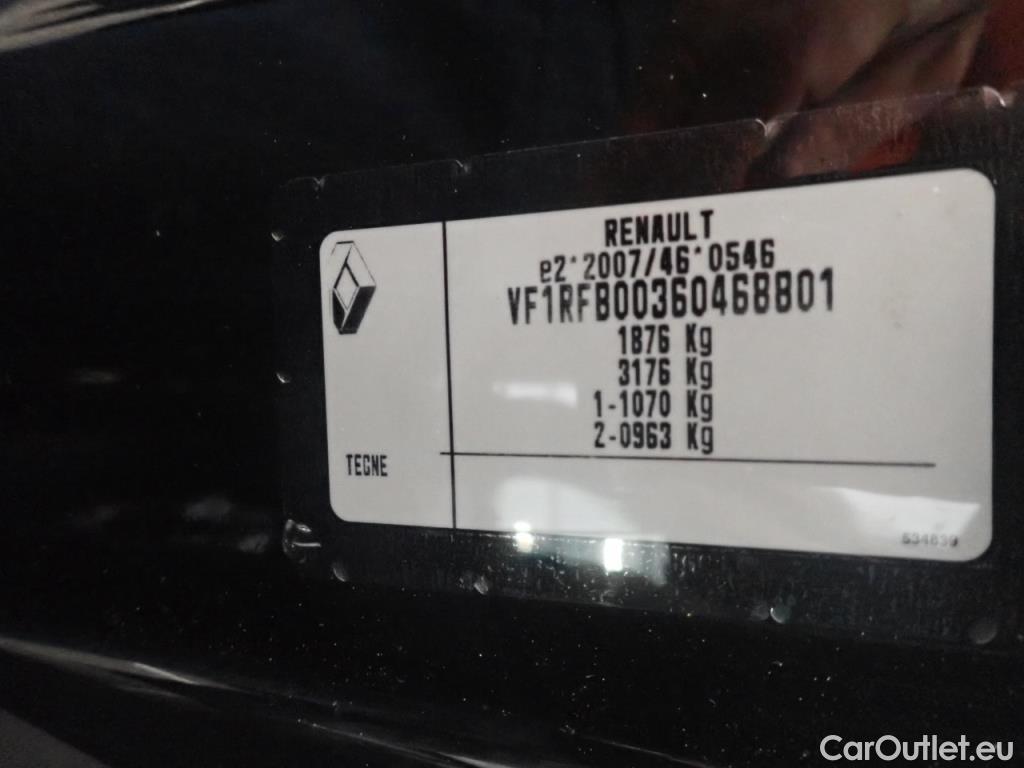 RENAULT
e2*2007/46*0546
VF1RFB00360468801
1876 Kg
3176 Kg
1-1070 Kg
2-0963 Kg
TEGNE
534839
CarOutlet.eu